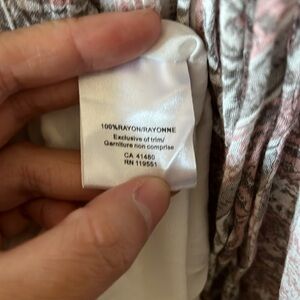 100%RAYON/RAYONNE
Exclusive of trim/
Garniture non comprise
CA 41480
RN 119551